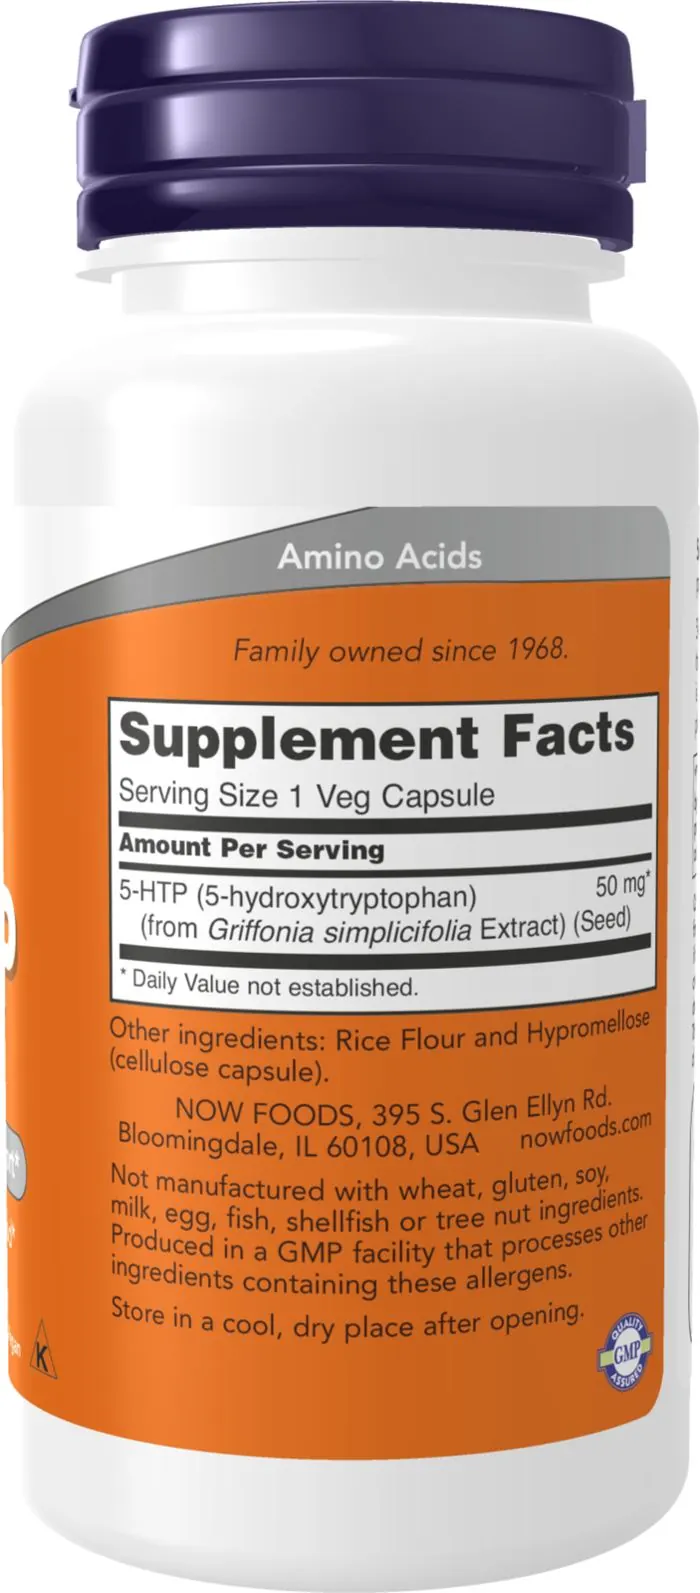 Amino Acids
Family owned since 1968.
Supplement Facts
Serving Size 1 Veg Capsule
Amount Per Serving
5-HTP (5-hydroxytryptophan) 50 mg*
(from Griffonia simplicifolia Extract) (Seed)
* Daily Value not established.
Other ingredients: Rice Flour and Hypromellose
(cellulose capsule).
NOW FOODS, 395 S. Glen Ellyn Rd.
Bloomingdale, IL 60108, USA nowfoods.com
Not manufactured with wheat, gluten, soy,
milk, egg, fish, shellfish or tree nut ingredients.
Produced in a GMP facility that processes other
ingredients containing these allergens.
Store in a cool, dry place after opening.
K
QUALITY
GMP
ASSURED